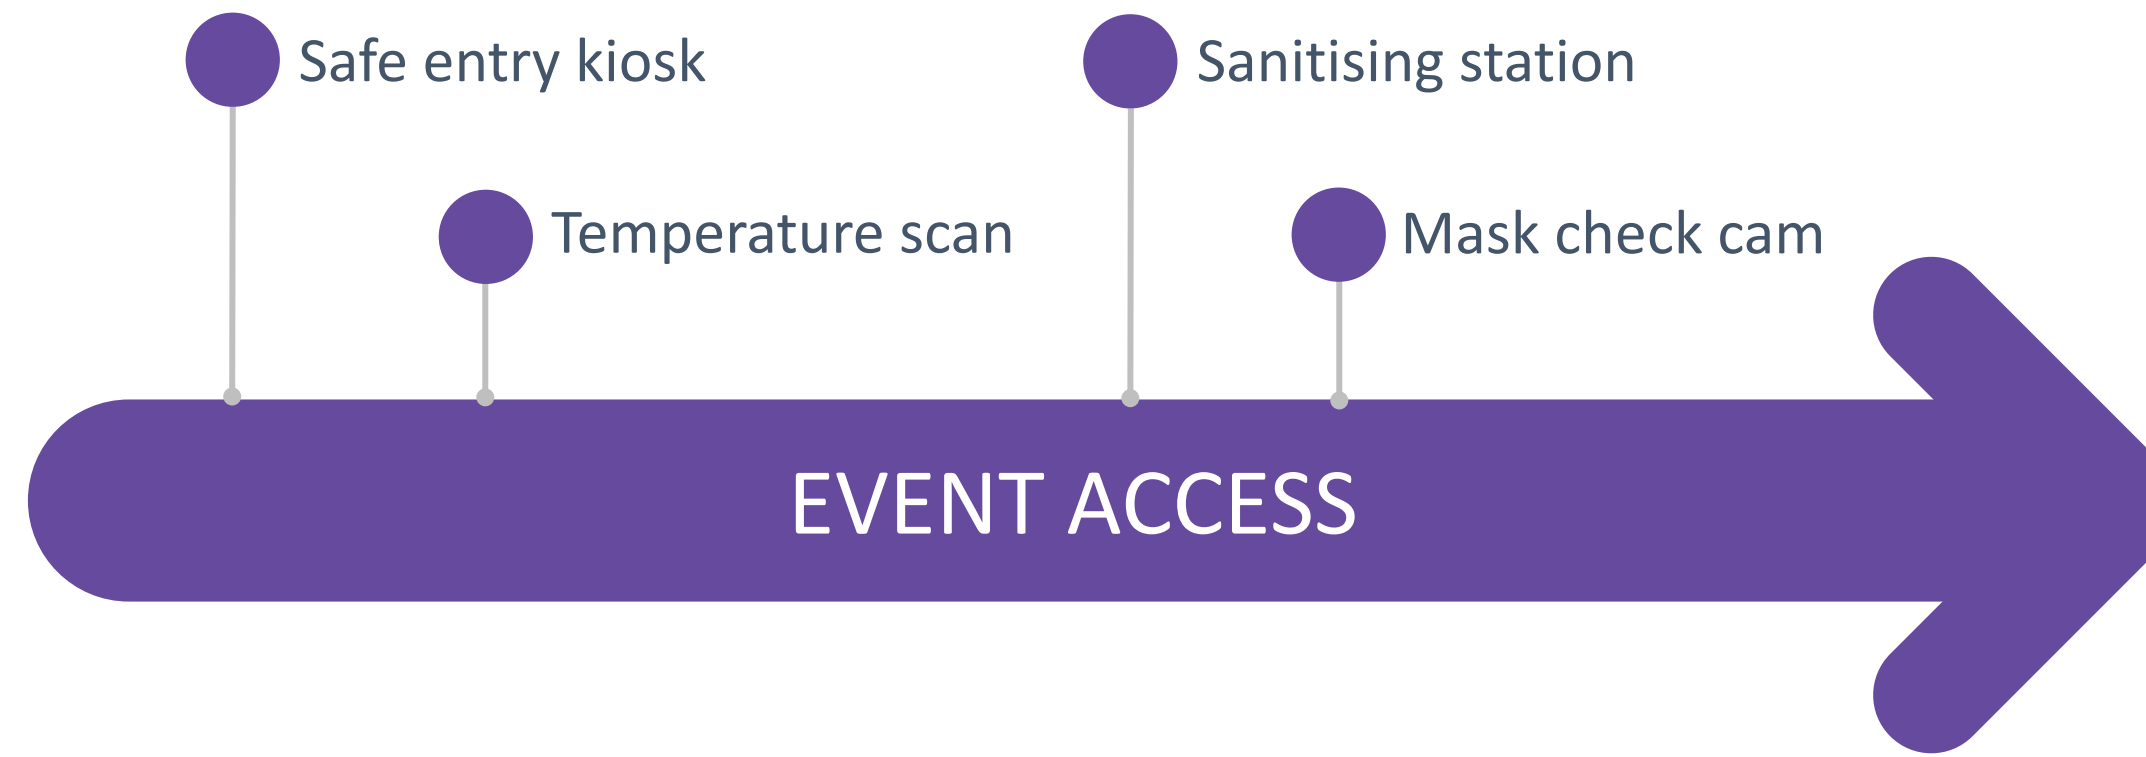 Safe entry kiosk
Sanitising station
Temperature scan
Mask check cam
EVENT ACCESS